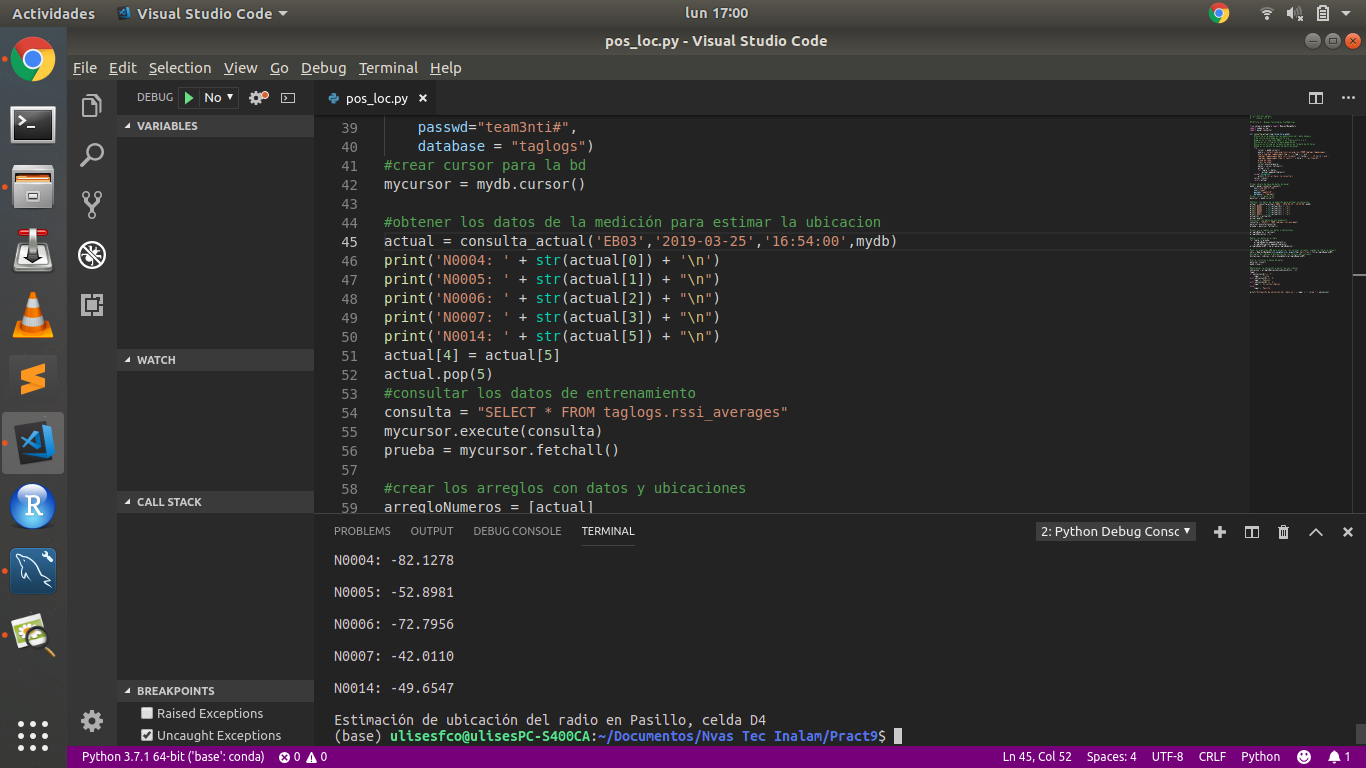 Actividades
Visual Studio Code
lun 17:00
pos_loc.py - Visual Studio Code
File Edit Selection View Go Debug Terminal Help
DEBUG
No
pos_loc.py
VARIABLES
WATCH
CALL STACK
BREAKPOINTS
Raised Exceptions
Uncaught Exceptions
39 passwd="team3nti#",
40 database = "taglogs")
41 #crear cursor para la bd
42 mycursor = mydb.cursor()
43
44 #obtener los datos de la medición para estimar la ubicacion
45 actual = consulta_actual('EB03','2019-03-25','16:54:00',mydb)
46 print('N0004: ' + str(actual[0]) + '\n')
47 print('N0005: ' + str(actual[1]) + "\n")
48 print('N0006: ' + str(actual[2]) + "\n")
49 print('N0007: ' + str(actual[3]) + "\n")
50 print('N0014: ' + str(actual[5]) + "\n")
51 actual[4] = actual[5]
52 actual.pop(5)
53 #consultar los datos de entrenamiento
54 consulta = "SELECT * FROM taglogs.rssi_averages"
55 mycursor.execute(consulta)
56 prueba = mycursor.fetchall()
57
58 #crear los arreglos con datos y ubicaciones
59 arregloNumeros = [actual]
PROBLEMS OUTPUT DEBUG CONSOLE TERMINAL
2: Python Debug Consc
N0004: -82.1278
N0005: -52.8981
N0006: -72.7956
N0007: -42.0110
N0014: -49.6547
Estimación de ubicación del radio en Pasillo, celda D4
(base) ulisesfco@ulisesPC-S400CA:~/Documentos/Nvas Tec Inalam/Pract9$
Python 3.7.1 64-bit ('base': conda) 0 0
Ln 45, Col 52 Spaces: 4 UTF-8 CRLF Python 1